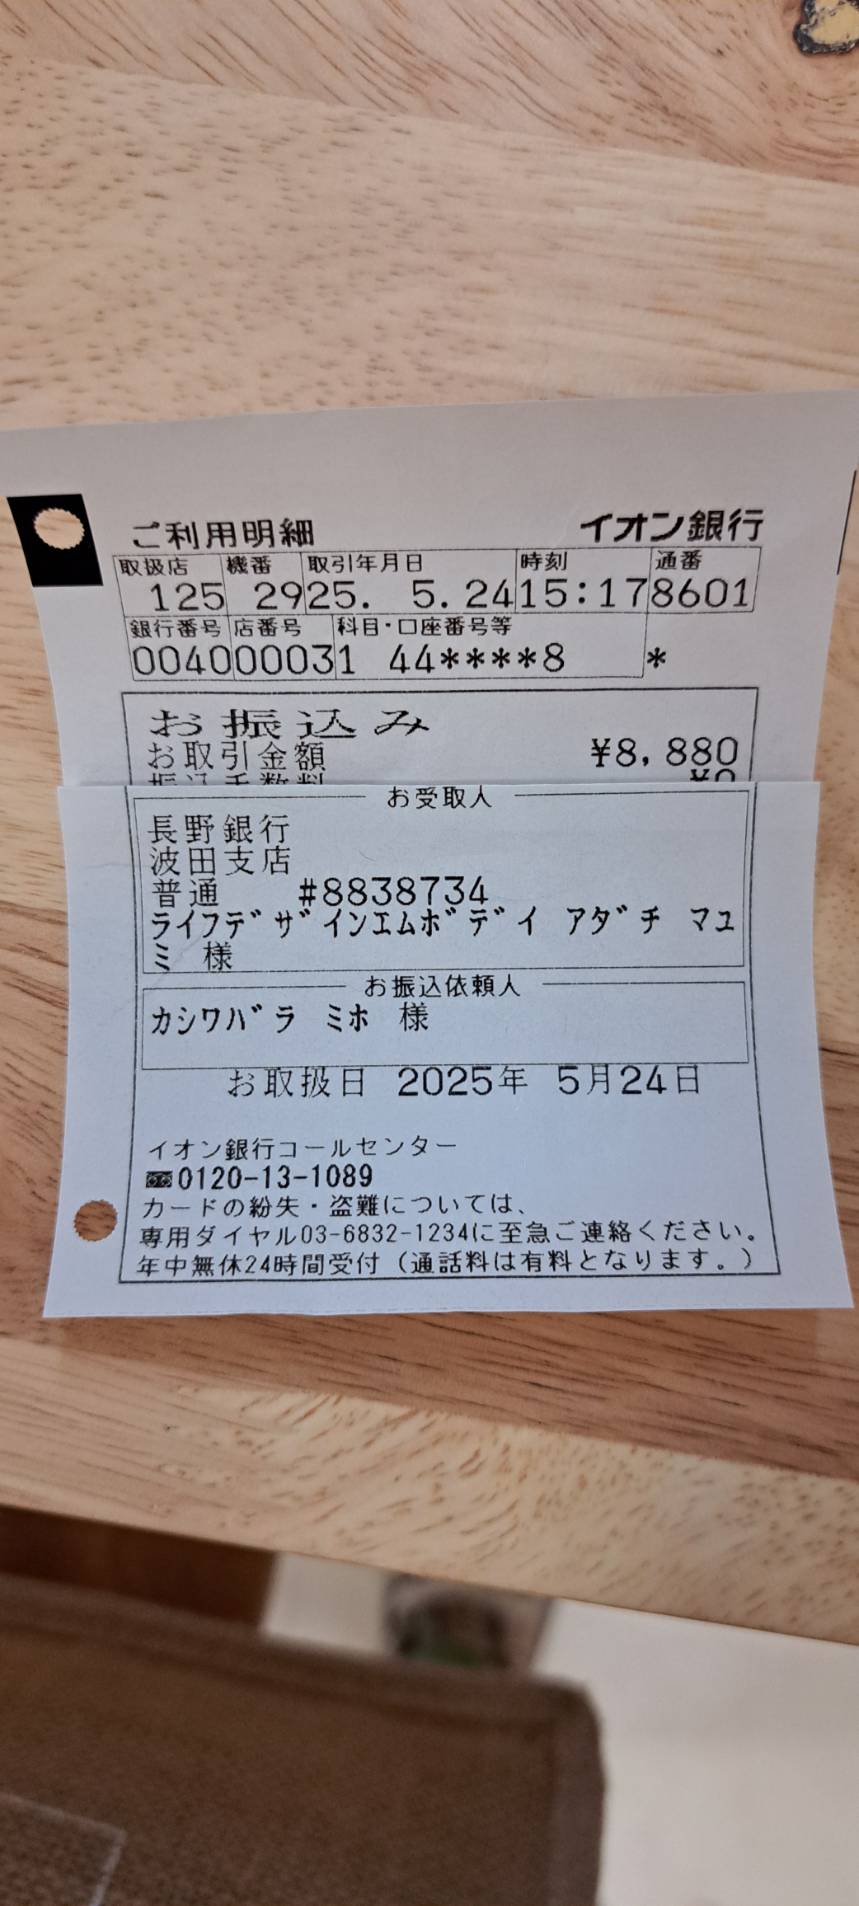 ご利用明細 イオン銀行
取扱店 機番 取引年月日 時刻 通番
125 29 25. 5.24 15:17 8601
銀行番号 店番号 科目・口座番号等
0040 0003 1 44****8 *
お振込み
お取引金額 ¥8,880
振込手数料 ¥0
お受取人
長野銀行
波田支店
普通 #8838734
ライフデザインエムボデイ アダチ マユ
ミ 様
お振込依頼人
カシワバラ ミホ 様
お取扱日 2025年 5月24日
イオン銀行コールセンター
0120-13-1089
カードの紛失・盗難については、
専用ダイヤル03-6832-1234に至急ご連絡ください。
年中無休24時間受付(通話料は有料となります。)